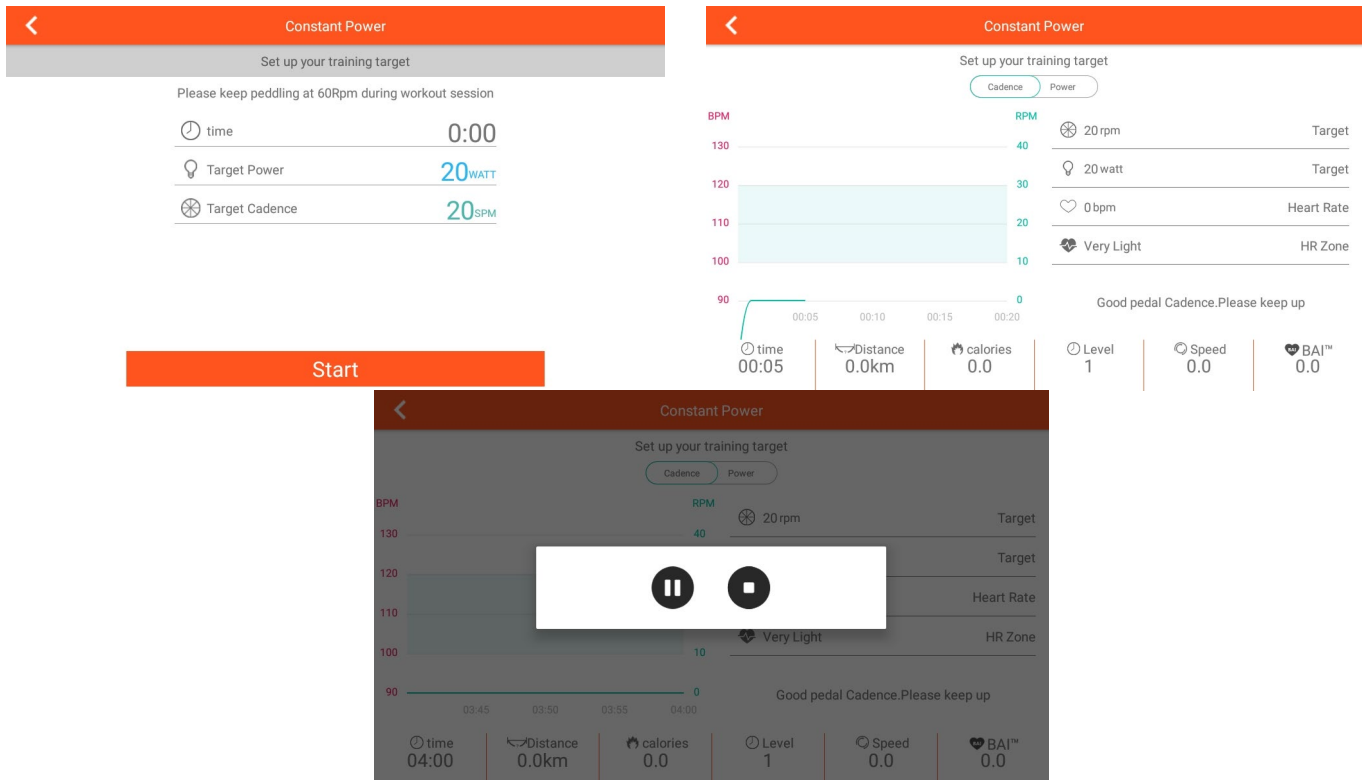 Constant Power
Set up your training target
Please keep peddling at 60Rpm during workout session
time 0:00
Target Power 20WATT
Target Cadence 20SPM
Start
Constant Power
Set up your training target
Cadence Power
BPM RPM
130 40
120 30
110 20
100 10
90 0
00:05 00:10 00:15 00:20
20 rpm Target
20 watt Target
0 bpm Heart Rate
Very Light HR Zone
Good pedal Cadence.Please keep up
time Distance calories Level Speed BAI™
00:05 0.0km 0.0 1 0.0 0.0
Constant Power
Set up your training target
Cadence Power
BPM RPM
130 40
120
110
100 10
90 0
03:45 03:50 03:55 04:00
20 rpm Target
Target
Heart Rate
Very Light HR Zone
Good pedal Cadence.Please keep up
time Distance calories Level Speed BAI™
04:00 0.0km 0.0 1 0.0 0.0